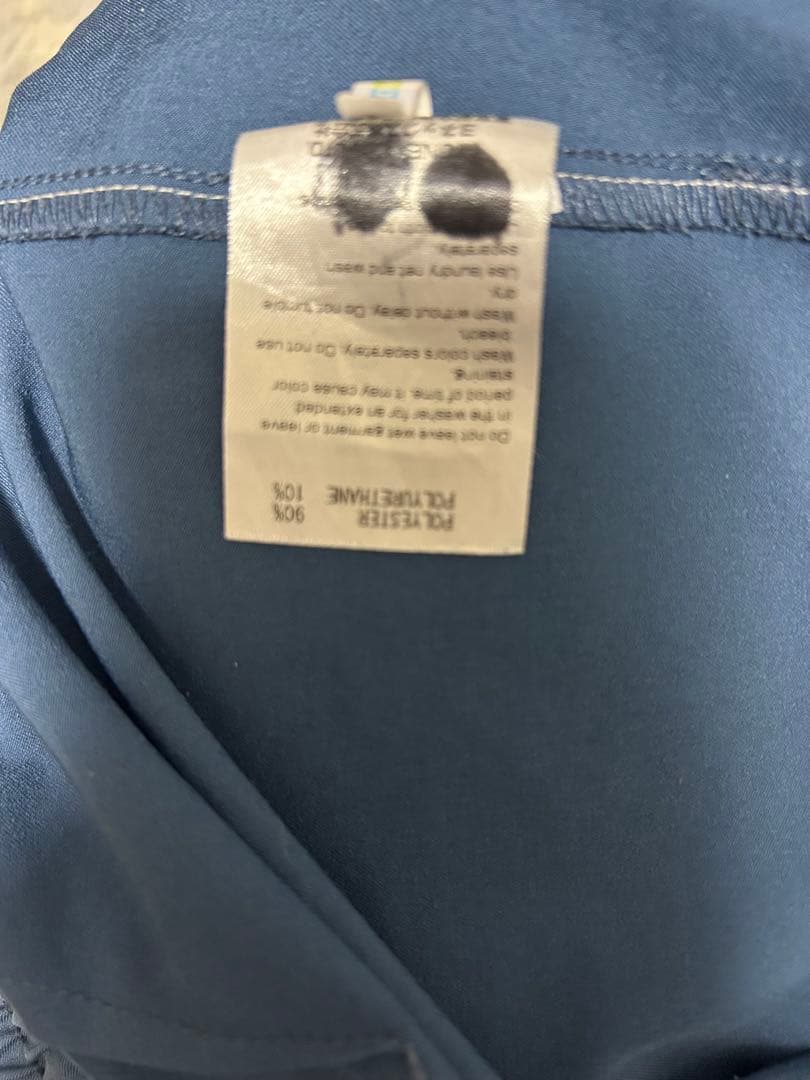 POLYESTER 90%
POLYURETHANE 10%
Do not leave wet garment or leave
in the washer for an extended
period of time. It may cause color
staining.
Wash colors separately. Do not use
bleach.
Wash without delay. Do not tumble
dry.
Use laundry net and wash
separately.